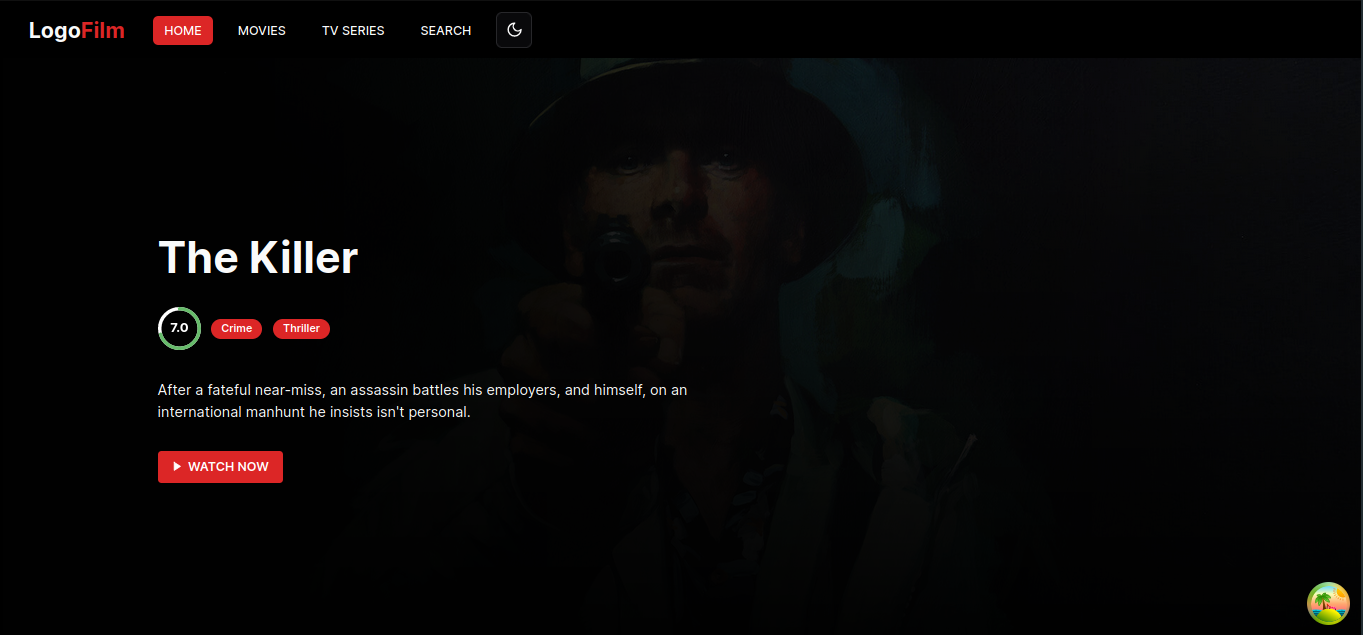 LogoFilm
HOME
MOVIES
TV SERIES
SEARCH
The Killer
7.0
Crime
Thriller
After a fateful near-miss, an assassin battles his employers, and himself, on an
international manhunt he insists isn't personal.
WATCH NOW